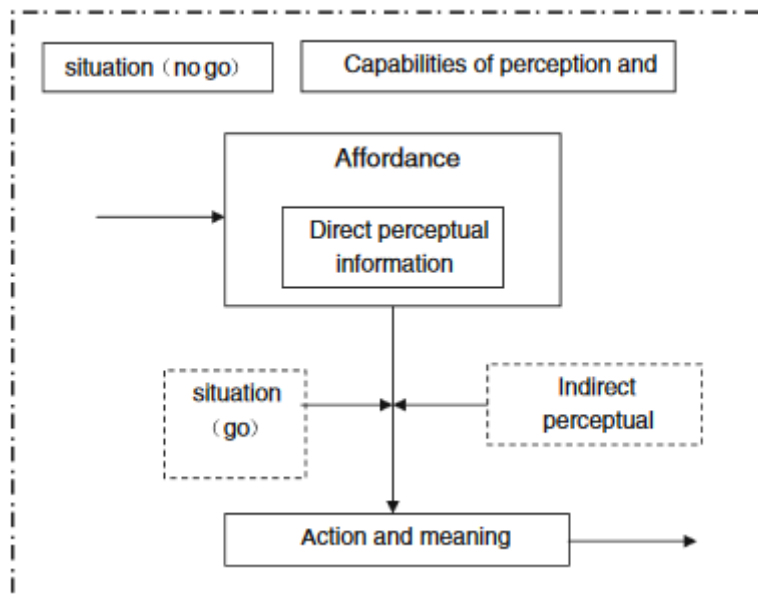 situation（no go）
Capabilities of perception and
Affordance
Direct perceptual
information
situation
（go）
Indirect
perceptual
Action and meaning